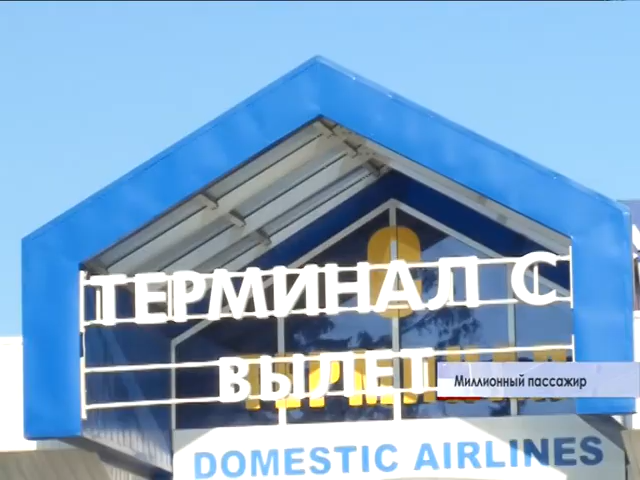 ТЕРМИНАЛ С
ВЫЛЕТ
Миллионный пассажир
DOMESTIC AIRLINES